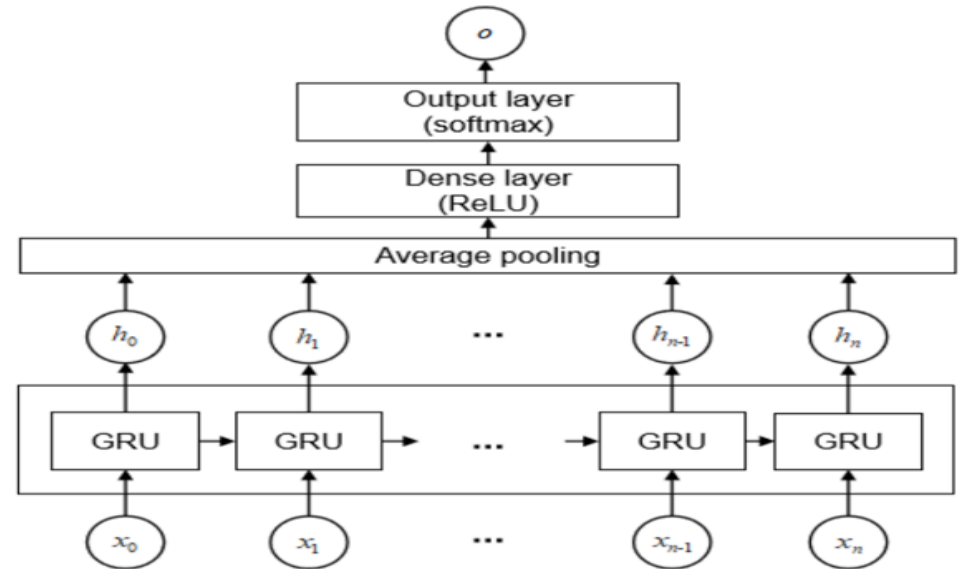 o
Output layer
(softmax)
Dense layer
(ReLU)
Average pooling
h₀ h₁ ... hₙ₋₁ hₙ
GRU GRU ... GRU GRU
x₀ x₁ ... xₙ₋₁ xₙ